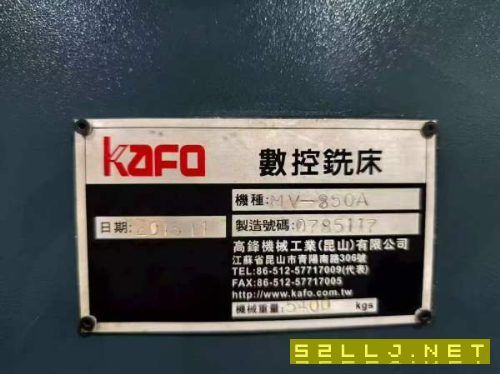 KAFO 數控銑床
機種:MV-850A
日期:
製造號碼:0785117
高鋒機械工業(昆山)有限公司
江蘇省昆山市青陽南路306號
TEL:86-512-57717009(代表)
FAX:86-512-57717005
http://www.kafo.com.tw
機械重量:5400 kgs
52LLJ.NET